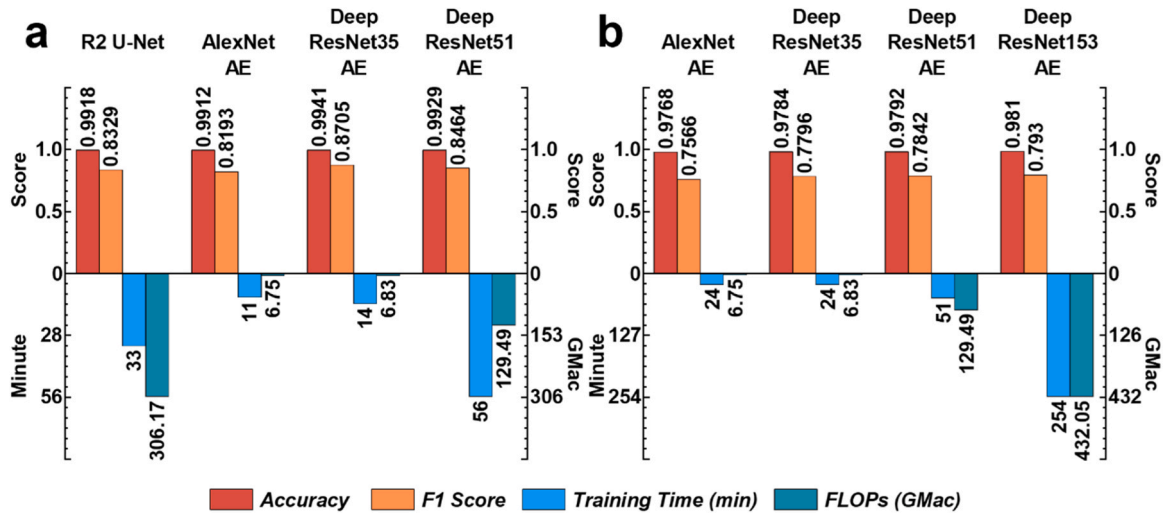 a
R2 U-Net
AlexNet
AE
Deep
ResNet35
AE
Deep
ResNet51
AE
0.9918
0.8329
0.9912
0.8193
0.9941
0.8705
0.9929
0.8464
Score
1.0
0.5
0
1.0
0.5
0
Score
Minute
28
56
153
306
GMac
33
306.17
11
6.75
14
6.83
56
129.49
b
AlexNet
AE
Deep
ResNet35
AE
Deep
ResNet51
AE
Deep
ResNet153
AE
0.9768
0.7566
0.9784
0.7796
0.9792
0.7842
0.981
0.793
Score
1.0
0.5
0
1.0
0.5
0
Score
Minute
127
254
126
432
GMac
24
6.75
24
6.83
51
129.49
254
432.05
Accuracy
F1 Score
Training Time (min)
FLOPs (GMac)